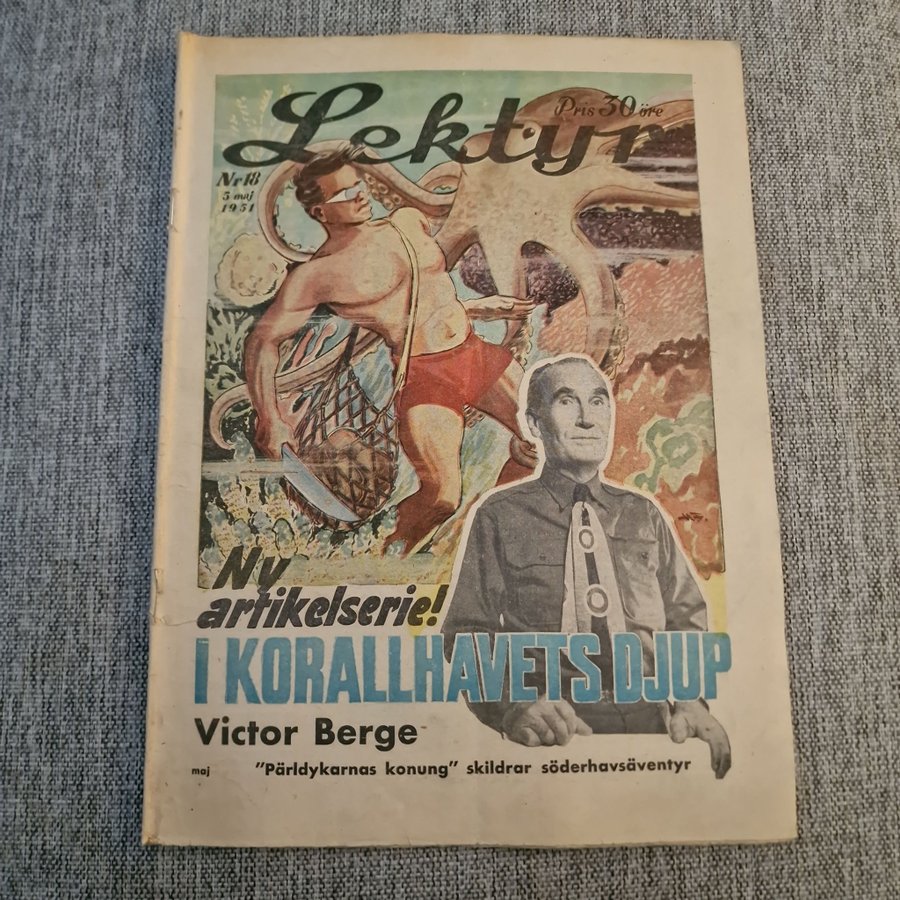 Lektyr
Pris 30 öre
Nr 18
5 maj
1951
Ny
artikelserie!
I KORALLHAVETS DJUP
Victor Berge
maj "Pärldykarnas konung" skildrar söderhavsäventyr